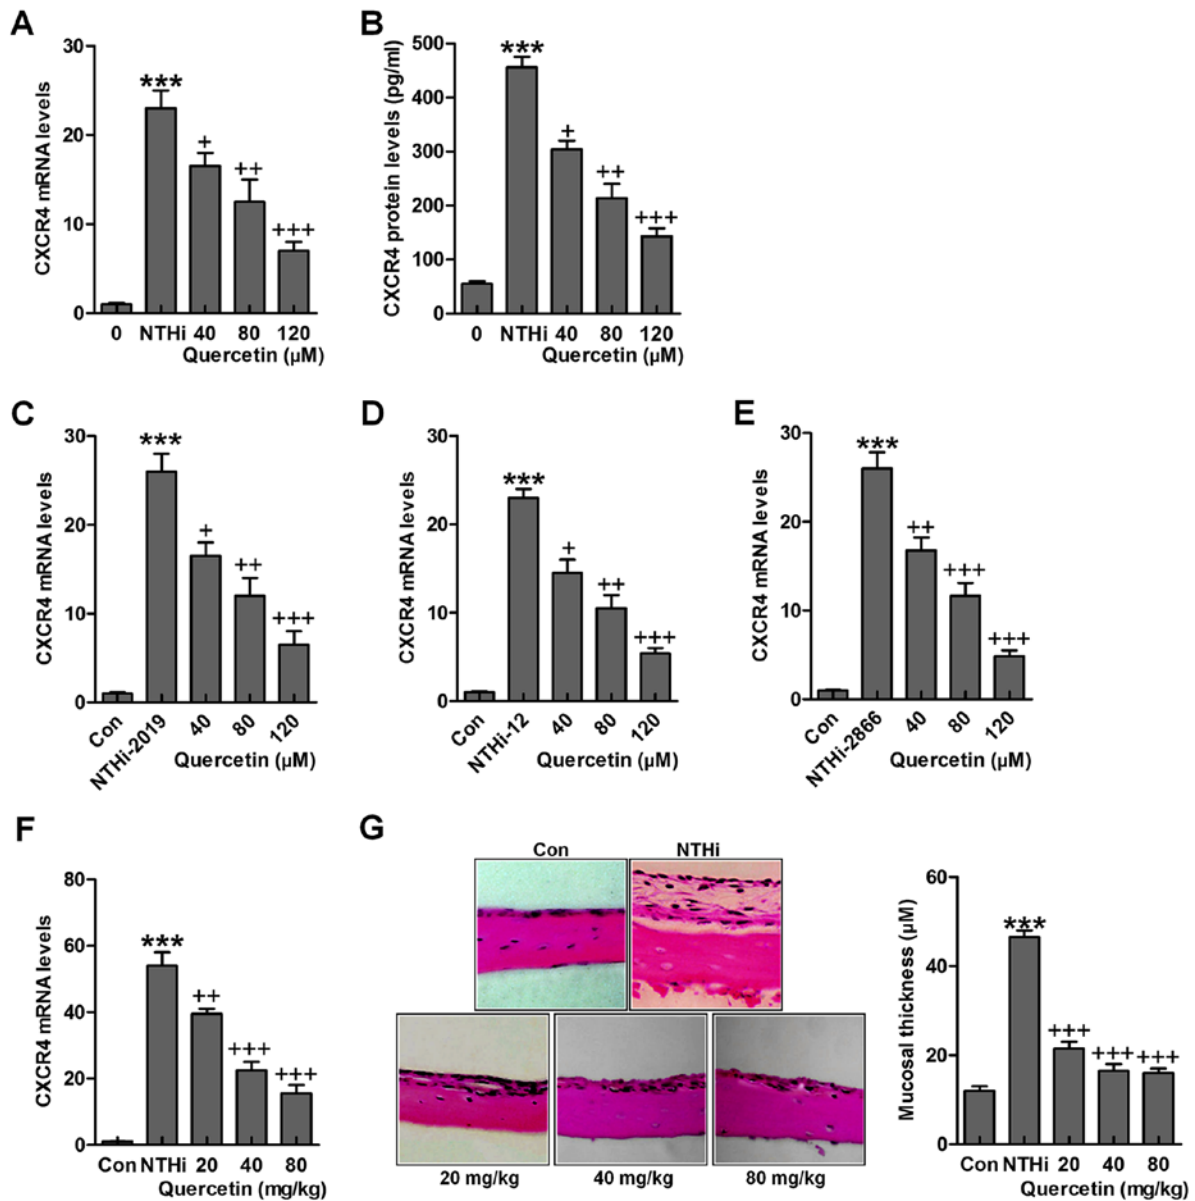 A
CXCR4 mRNA levels
30
20
10
0
***
+
++
+++
0 NTHi 40 80 120
Quercetin (µM)
B
CXCR4 protein levels (pg/ml)
500
400
300
200
100
0
***
+
++
+++
0 NTHi 40 80 120
Quercetin (µM)
C
CXCR4 mRNA levels
30
20
10
0
***
+
++
+++
Con NTHi-2019 40 80 120
Quercetin (µM)
D
CXCR4 mRNA levels
30
20
10
0
***
+
++
+++
Con NTHi-12 40 80 120
Quercetin (µM)
E
CXCR4 mRNA levels
30
20
10
0
***
++
+++
+++
Con NTHi-2866 40 80 120
Quercetin (µM)
F
CXCR4 mRNA levels
80
60
40
20
0
***
++
+++
+++
Con NTHi 20 40 80
Quercetin (mg/kg)
G
Con NTHi
20 mg/kg 40 mg/kg 80 mg/kg
Mucosal thickness (µM)
60
40
20
0
***
+++
+++
+++
Con NTHi 20 40 80
Quercetin (mg/kg)